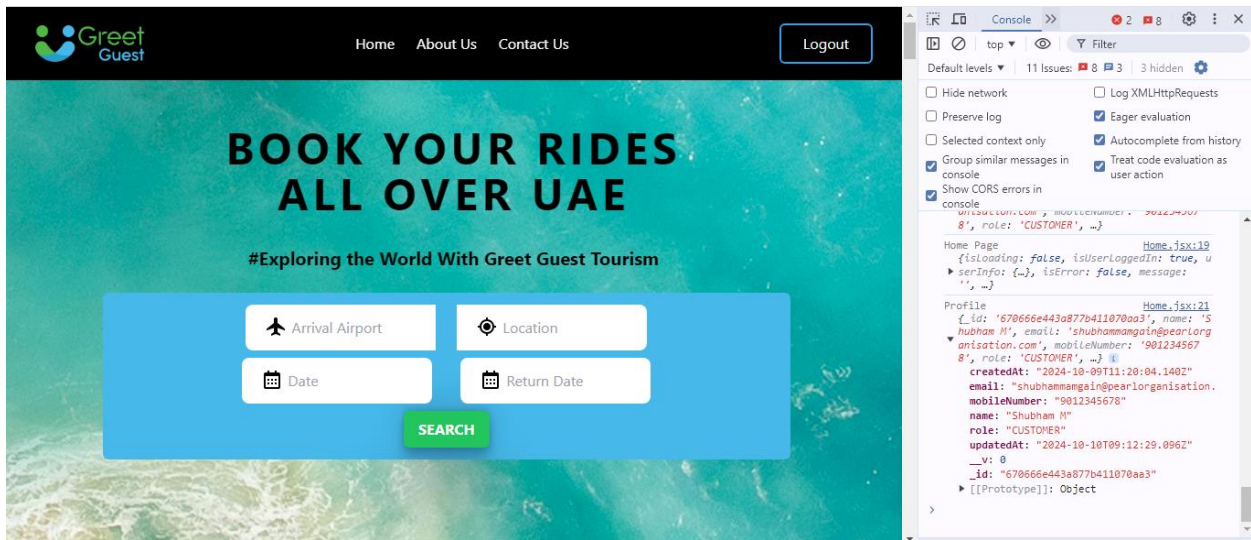 Greet
Guest
Home About Us Contact Us
Logout
BOOK YOUR RIDES
ALL OVER UAE
#Exploring the World With Greet Guest Tourism
Arrival Airport
Location
Date
Return Date
SEARCH
Console
2 8
top
Filter
Default levels 11 Issues: 8 3 3 hidden
Hide network
Log XMLHttpRequests
Preserve log
Eager evaluation
Selected context only
Autocomplete from history
Group similar messages in
console
Treat code evaluation as
user action
Show CORS errors in
console
anisation.com', mobileNumber: '901234567
8', role: 'CUSTOMER', …}
Home Page Home.jsx:19
{isLoading: false, isUserLoggedIn: true, u
serInfo: {…}, isError: false, message:
'', …}
Profile Home.jsx:21
{_id: '670666e443a877b411070aa3', name: 'S
hubham M', email: 'shubhammamgain@pearlorg
anisation.com', mobileNumber: '901234567
8', role: 'CUSTOMER', …} i
createdAt: "2024-10-09T11:20:04.140Z"
email: "shubhammamgain@pearlorganisation.
mobileNumber: "9012345678"
name: "Shubham M"
role: "CUSTOMER"
updatedAt: "2024-10-10T09:12:29.096Z"
__v: 0
_id: "670666e443a877b411070aa3"
[[Prototype]]: Object